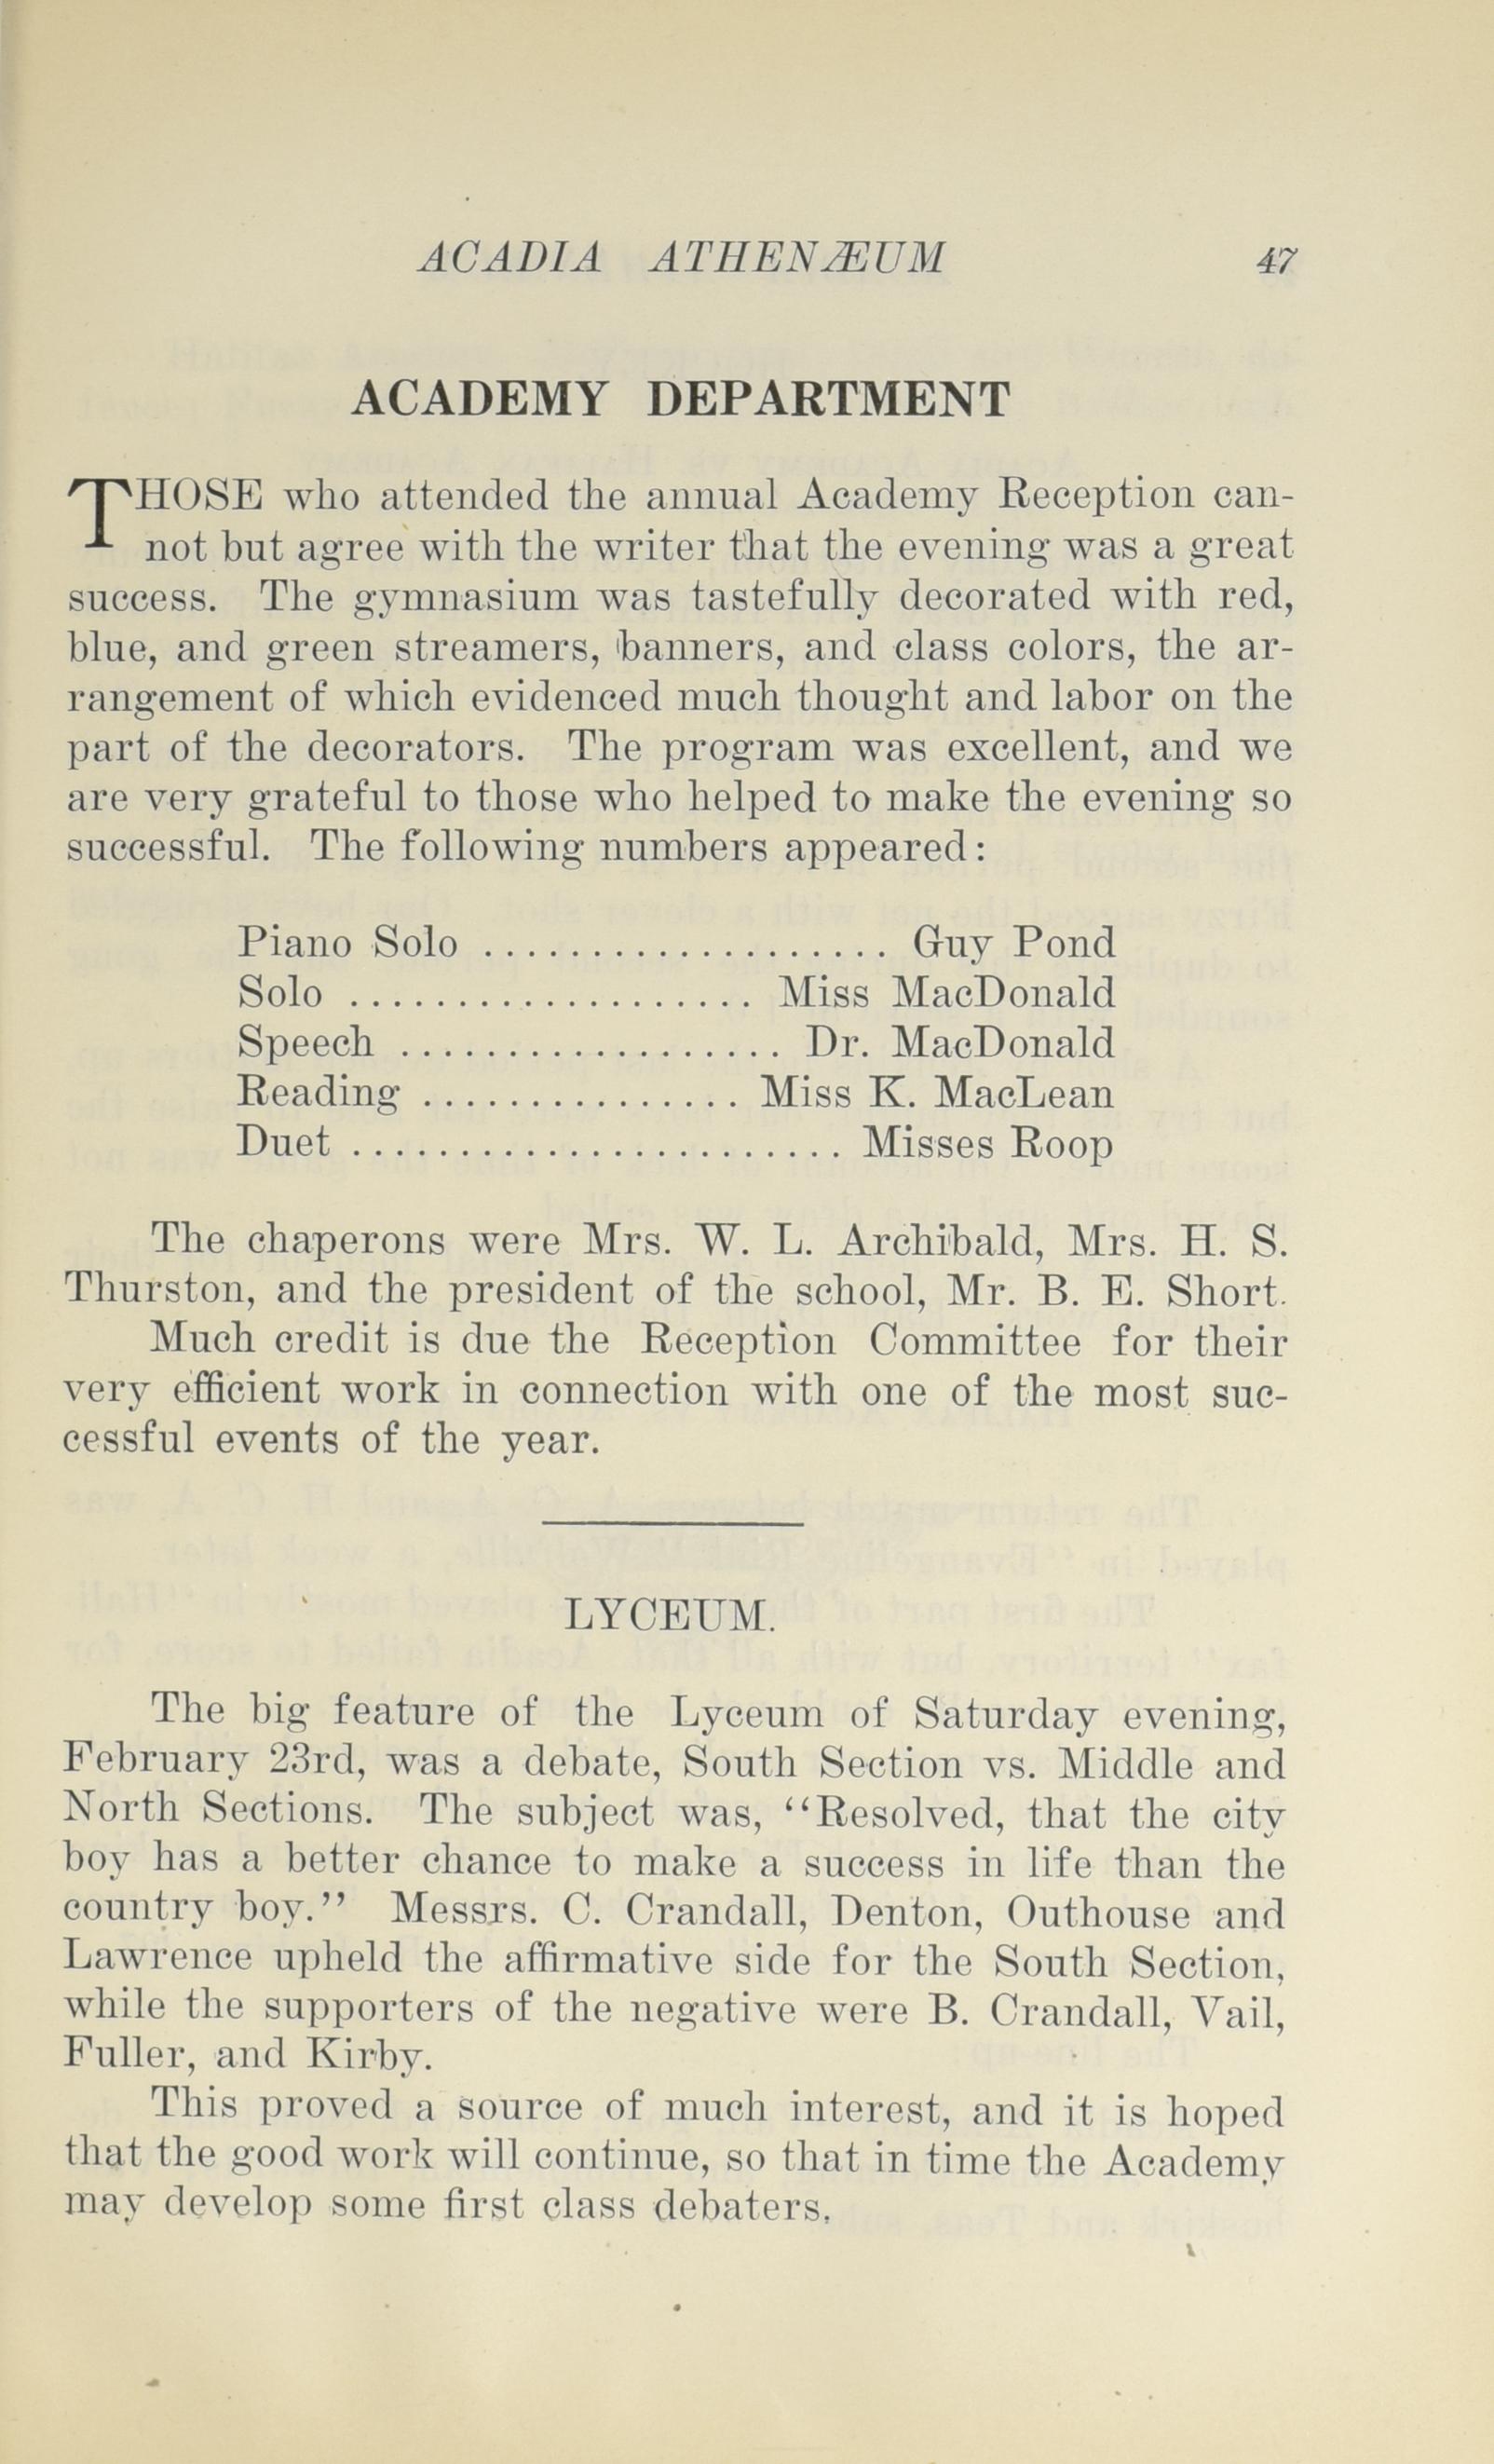 ACADIA ATHENÆUM 47
ACADEMY DEPARTMENT
THOSE who attended the annual Academy Reception can-
not but agree with the writer that the evening was a great
success. The gymnasium was tastefully decorated with red,
blue, and green streamers, banners, and class colors, the ar-
rangement of which evidenced much thought and labor on the
part of the decorators. The program was excellent, and we
are very grateful to those who helped to make the evening so
successful. The following numbers appeared:
Piano Solo ................... Guy Pond
Solo ................... Miss MacDonald
Speech .................. Dr. MacDonald
Reading ............... Miss K. MacLean
Duet ....................... Misses Roop
The chaperons were Mrs. W. L. Archibald, Mrs. H. S.
Thurston, and the president of the school, Mr. B. E. Short.
Much credit is due the Reception Committee for their
very efficient work in connection with one of the most suc-
cessful events of the year.
LYCEUM.
The big feature of the Lyceum of Saturday evening,
February 23rd, was a debate, South Section vs. Middle and
North Sections. The subject was, "Resolved, that the city
boy has a better chance to make a success in life than the
country boy." Messrs. C. Crandall, Denton, Outhouse and
Lawrence upheld the affirmative side for the South Section,
while the supporters of the negative were B. Crandall, Vail,
Fuller, and Kirby.
This proved a source of much interest, and it is hoped
that the good work will continue, so that in time the Academy
may develop some first class debaters.